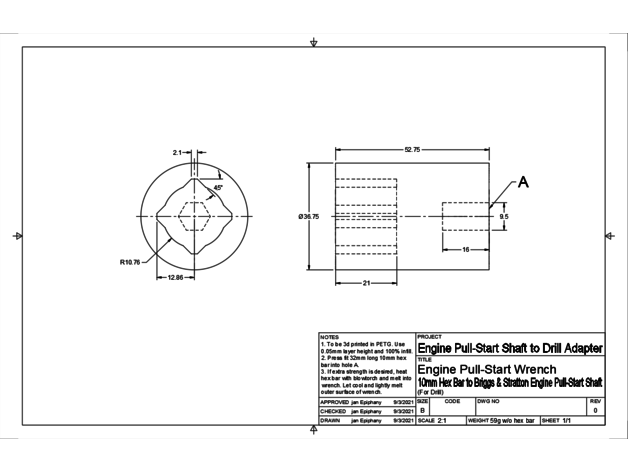 52.75
2.1
45°
A
Ø36.75
9.5
R10.76
12.86
16
21
NOTES
1. To be 3d printed in PETG. Use
0.05mm layer height and 100% infill.
2. Press fit 32mm long 10mm hex
bar into hole A.
3. If extra strength is desired, heat
hex bar with blowtorch and melt into
wrench. Let cool and lightly melt
outer surface of wrench.
PROJECT
Engine Pull-Start Shaft to Drill Adapter
TITLE
Engine Pull-Start Wrench
10mm Hex Bar to Briggs & Stratton Engine Pull-Start Shaft
(For Drill)
APPROVED jan Epiphany 9/3/2021
CHECKED jan Epiphany 9/3/2021
DRAWN jan Epiphany 9/3/2021
SIZE CODE DWG NO REV
B 0
SCALE 2:1 WEIGHT 59g w/o hex bar SHEET 1/1